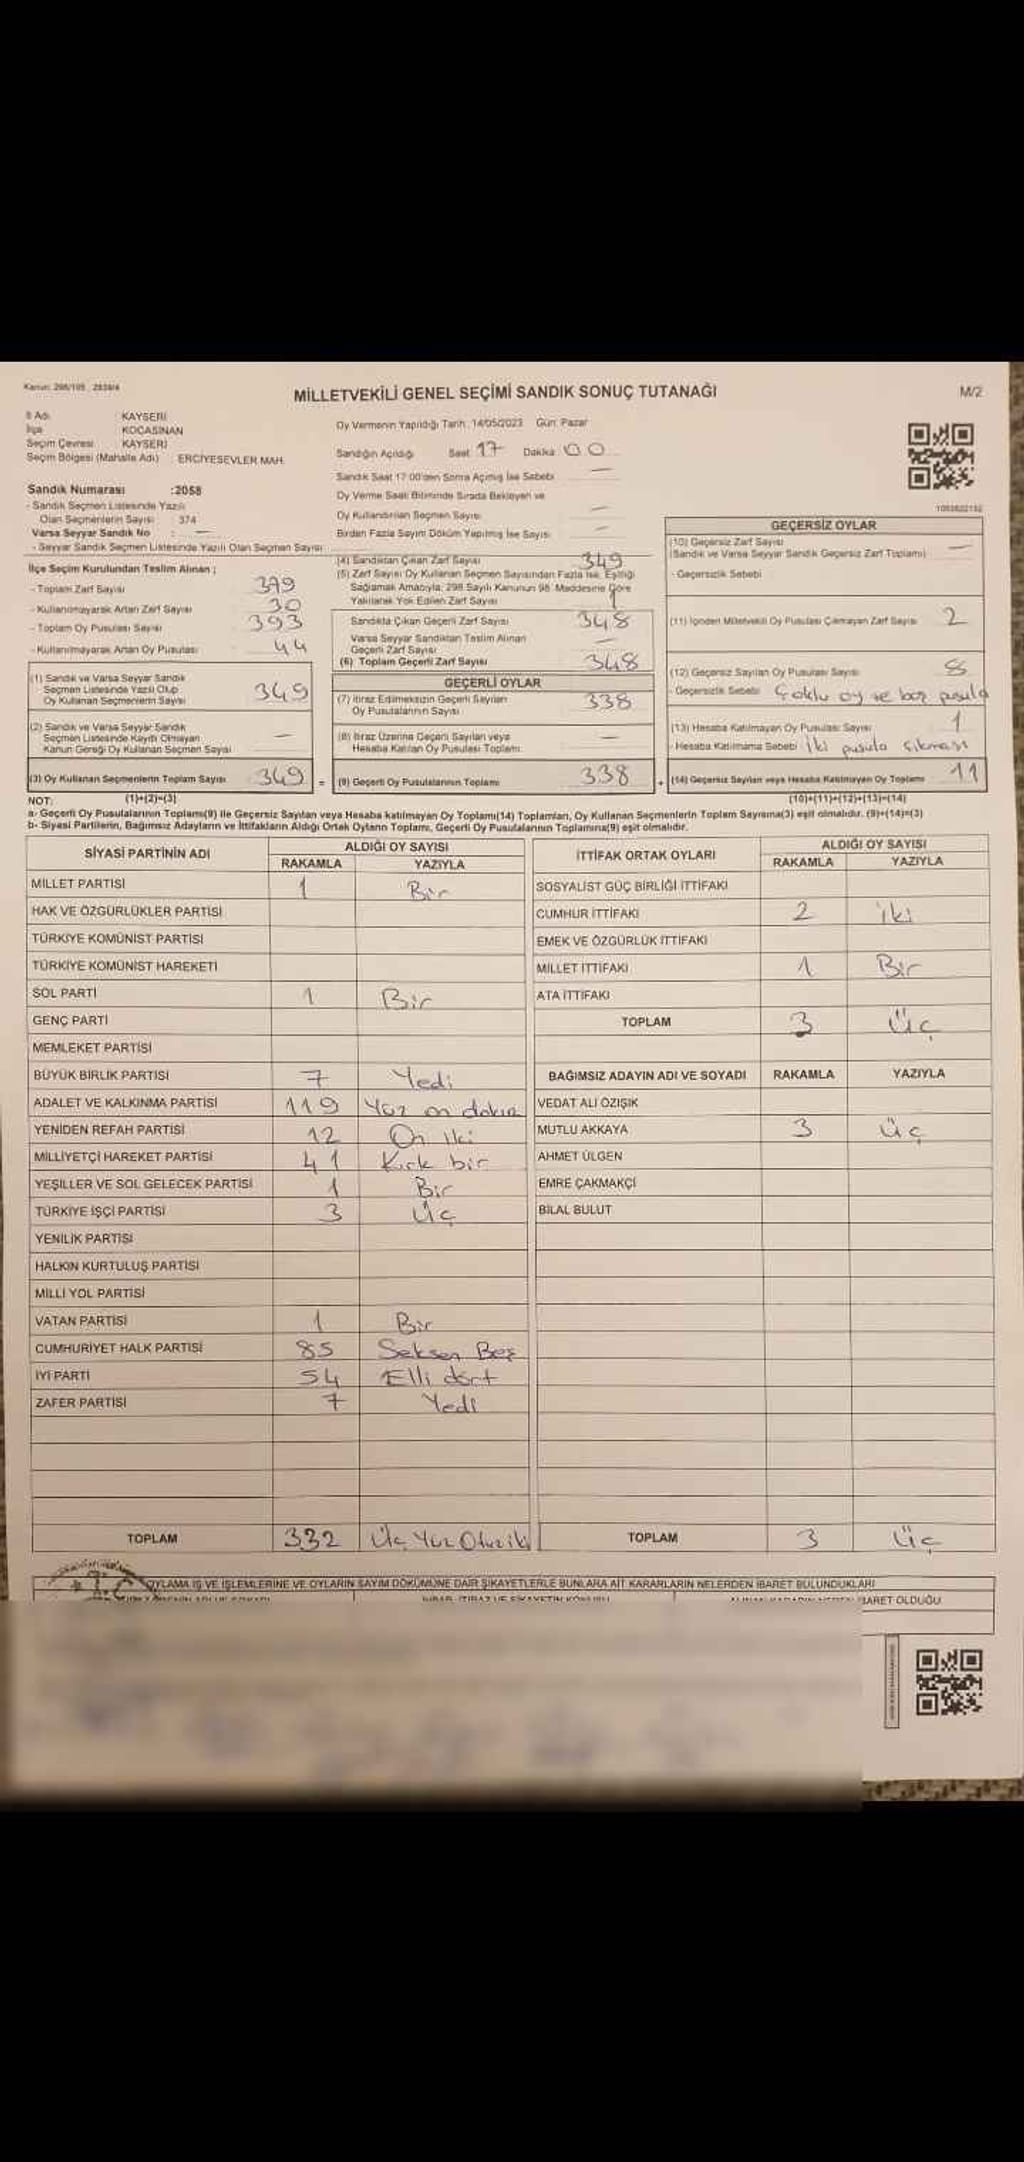 Kanun: 298/105 , 2839/4
MİLLETVEKİLİ GENEL SEÇİMİ SANDIK SONUÇ TUTANAĞI
M/2
İl Adı : KAYSERİ
İlçe : KOCASİNAN
Seçim Çevresi : KAYSERİ
Seçim Bölgesi (Mahalle Adı) : ERCİYESEVLER MAH.
Sandık Numarası :2058
- Sandık Seçmen Listesinde Yazılı
Olan Seçmenlerin Sayısı : 374
Varsa Seyyar Sandık No : —
- Seyyar Sandık Seçmen Listesinde Yazılı Olan Seçmen Sayısı
İlçe Seçim Kurulundan Teslim Alınan ;
- Toplam Zarf Sayısı 379
- Kullanılmayarak Artan Zarf Sayısı 30
- Toplam Oy Pusulası Sayısı 393
- Kullanılmayarak Artan Oy Pusulası 44
(1) Sandık ve Varsa Seyyar Sandık
Seçmen Listesinde Yazılı Olup
Oy Kullanan Seçmenlerin Sayısı 349
(2) Sandık ve Varsa Seyyar Sandık
Seçmen Listesinde Kayıtlı Olmayan
Kanun Gereği Oy Kullanan Seçmen Sayısı —
(3) Oy Kullanan Seçmenlerin Toplam Sayısı 349 =
(1)+(2)=(3)
Oy Vermenin Yapıldığı Tarih : 14/05/2023 Gün: Pazar
Sandığın Açıldığı Saat: 17 Dakika: 00
Sandık Saat 17:00'den Sonra Açılmış İse Sebebi —
Oy Verme Saati Bitiminde Sırada Bekleyen ve
Oy Kullandırılan Seçmen Sayısı —
Birden Fazla Sayım Döküm Yapılmış İse Sayısı —
(4) Sandıktan Çıkan Zarf Sayısı 349
(5) Zarf Sayısı Oy Kullanan Seçmen Sayısından Fazla İse, Eşitliği
Sağlamak Amacıyla, 298 Sayılı Kanunun 98. Maddesine Göre
Yakılarak Yok Edilen Zarf Sayısı 1
Sandıkta Çıkan Geçerli Zarf Sayısı 348
Varsa Seyyar Sandıktan Teslim Alınan
Geçerli Zarf Sayısı —
(6) Toplam Geçerli Zarf Sayısı 348
GEÇERLİ OYLAR
(7) İtiraz Edilmeksizin Geçerli Sayılan
Oy Pusulalarının Sayısı 338
(8) İtiraz Üzerine Geçerli Sayılan veya
Hesaba Katılan Oy Pusulası Toplamı —
(9) Geçerli Oy Pusulalarının Toplamı 338 +
1003622132
GEÇERSİZ OYLAR
(10) Geçersiz Zarf Sayısı
(Sandık ve Varsa Seyyar Sandık Geçersiz Zarf Toplamı) —
- Geçersizlik Sebebi
(11) İçinden Milletvekili Oy Pusulası Çıkmayan Zarf Sayısı 2
(12) Geçersiz Sayılan Oy Pusulası Sayısı 8
- Geçersizlik Sebebi Çoklu oy ve boş pusula
(13) Hesaba Katılmayan Oy Pusulası Sayısı 1
- Hesaba Katılmama Sebebi İki pusula çıkması
(14) Geçersiz Sayılan veya Hesaba Katılmayan Oy Toplamı 11
(10)+(11)+(12)+(13)=(14)
NOT:
a- Geçerli Oy Pusulalarının Toplamı(9) ile Geçersiz Sayılan veya Hesaba katılmayan Oy Toplamı(14) Toplamları, Oy Kullanan Seçmenlerin Toplam Sayısına(3) eşit olmalıdır. (9)+(14)=(3)
b- Siyasi Partilerin, Bağımsız Adayların ve İttifakların Aldığı Ortak Oyların Toplamı, Geçerli Oy Pusulalarının Toplamına(9) eşit olmalıdır.
SİYASİ PARTİNİN ADI ALDIĞI OY SAYISI
RAKAMLA YAZIYLA
MİLLET PARTİSİ 1 Bir
HAK VE ÖZGÜRLÜKLER PARTİSİ
TÜRKİYE KOMÜNİST PARTİSİ
TÜRKİYE KOMÜNİST HAREKETİ
SOL PARTİ 1 Bir
GENÇ PARTİ
MEMLEKET PARTİSİ
BÜYÜK BİRLİK PARTİSİ 7 Yedi
ADALET VE KALKINMA PARTİSİ 119 Yüz on dokuz
YENİDEN REFAH PARTİSİ 12 On iki
MİLLİYETÇİ HAREKET PARTİSİ 41 Kırk bir
YEŞİLLER VE SOL GELECEK PARTİSİ 1 Bir
TÜRKİYE İŞÇİ PARTİSİ 3 Üç
YENİLİK PARTİSİ
HALKIN KURTULUŞ PARTİSİ
MİLLİ YOL PARTİSİ
VATAN PARTİSİ 1 Bir
CUMHURİYET HALK PARTİSİ 85 Seksen Beş
İYİ PARTİ 54 Elli dört
ZAFER PARTİSİ 7 Yedi
TOPLAM 332 Üç Yüz Otuz iki
İTTİFAK ORTAK OYLARI ALDIĞI OY SAYISI
RAKAMLA YAZIYLA
SOSYALİST GÜÇ BİRLİĞİ İTTİFAKI
CUMHUR İTTİFAKI 2 iki
EMEK VE ÖZGÜRLÜK İTTİFAKI
MİLLET İTTİFAKI 1 Bir
ATA İTTİFAKI
TOPLAM 3 Üç
BAĞIMSIZ ADAYIN ADI VE SOYADI RAKAMLA YAZIYLA
VEDAT ALİ ÖZIŞIK
MUTLU AKKAYA 3 üç
AHMET ÜLGEN
EMRE ÇAKMAKÇİ
BİLAL BULUT
TOPLAM 3 Üç
T.C.
OYLAMA İŞ VE İŞLEMLERİNE VE OYLARIN SAYIM DÖKÜMÜNE DAİR ŞİKAYETLERLE BUNLARA AİT KARARLARIN NELERDEN İBARET BULUNDUKLARI
İHBAR, İTİRAZ VE ŞİKAYETİN KONUSU
İBARET OLDUĞU